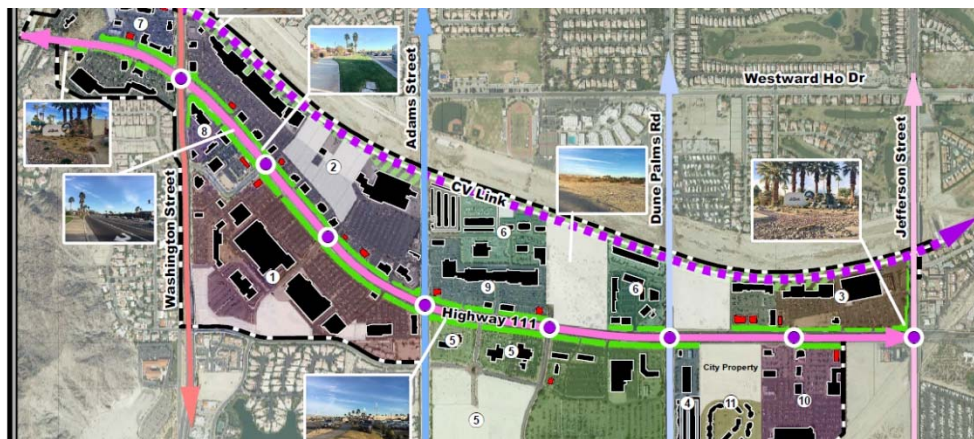 7
Westward Ho Dr
Adams Street
8
2
CV Link
Dune Palms Rd
Jefferson Street
Washington Street
6
1
9
6
3
Highway 111
5
5
City Property
5
4
11
10